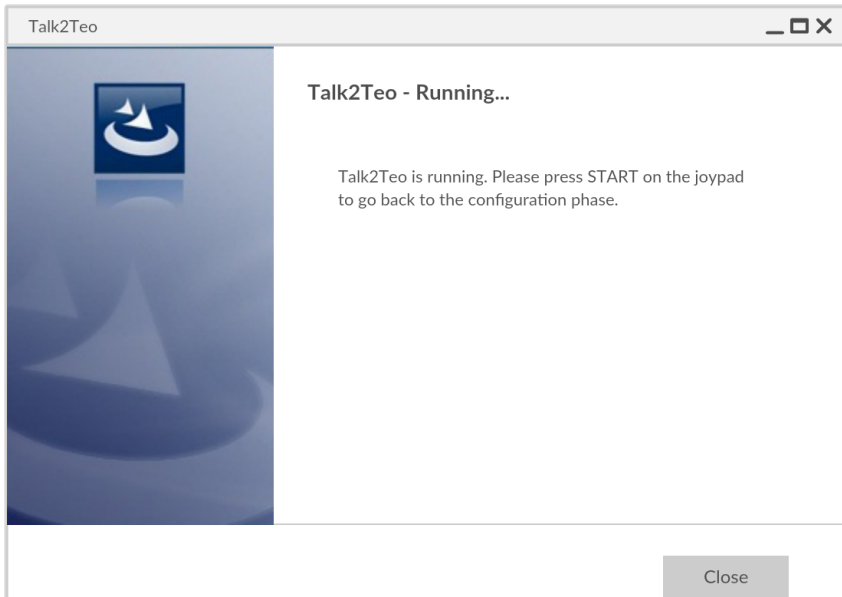 Talk2Teo
Talk2Teo - Running...
Talk2Teo is running. Please press START on the joypad
to go back to the configuration phase.
Close